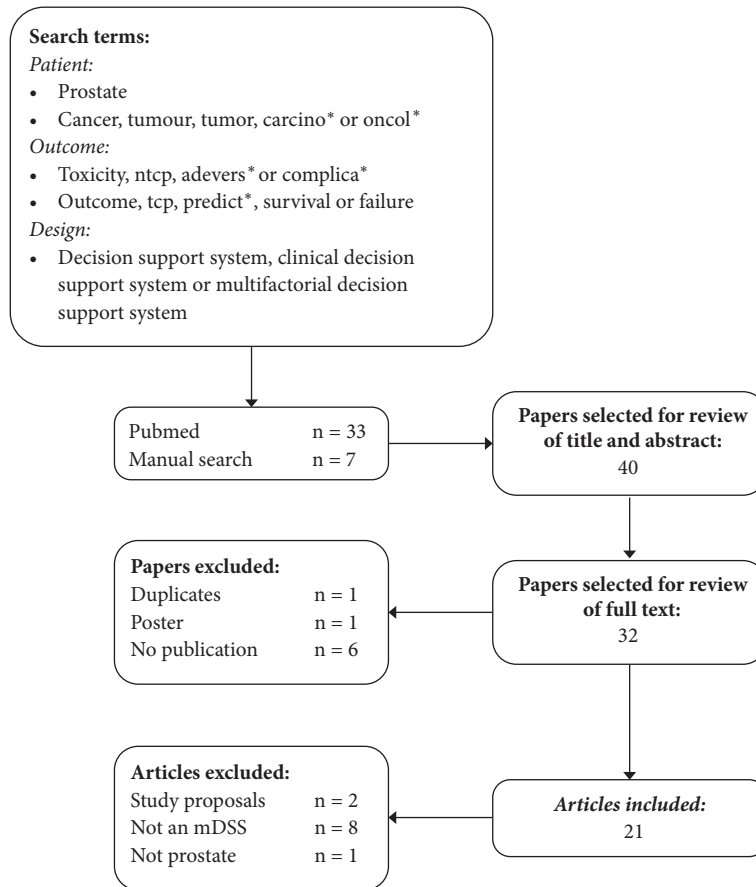 Search terms:
Patient:
• Prostate
• Cancer, tumour, tumor, carcino* or oncol*
Outcome:
• Toxicity, ntcp, adevers* or complica*
• Outcome, tcp, predict*, survival or failure
Design:
• Decision support system, clinical decision
support system or multifactorial decision
support system
Pubmed n = 33
Manual search n = 7
Papers selected for review
of title and abstract:
40
Papers excluded:
Duplicates n = 1
Poster n = 1
No publication n = 6
Papers selected for review
of full text:
32
Articles excluded:
Study proposals n = 2
Not an mDSS n = 8
Not prostate n = 1
Articles included:
21